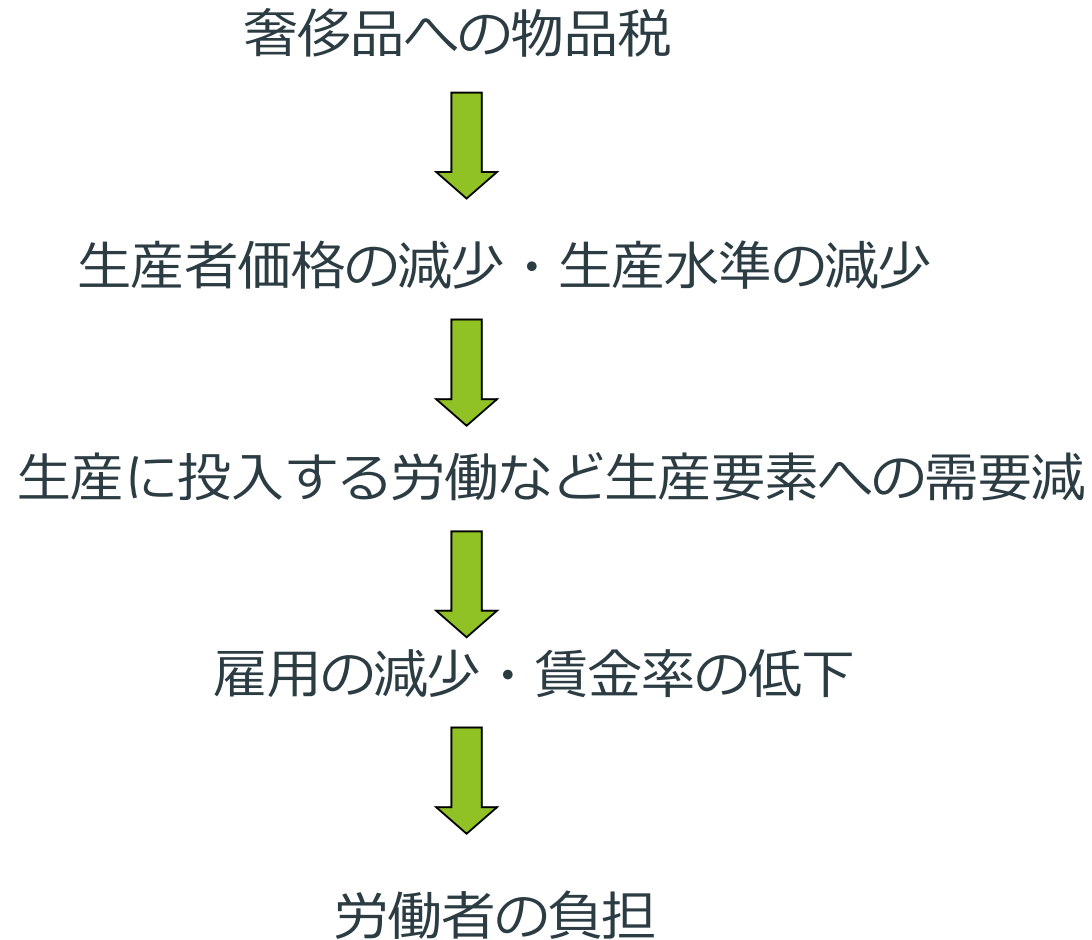 奢侈品への物品税
生産者価格の減少・生産水準の減少
生産に投入する労働など生産要素への需要減
雇用の減少・賃金率の低下
労働者の負担